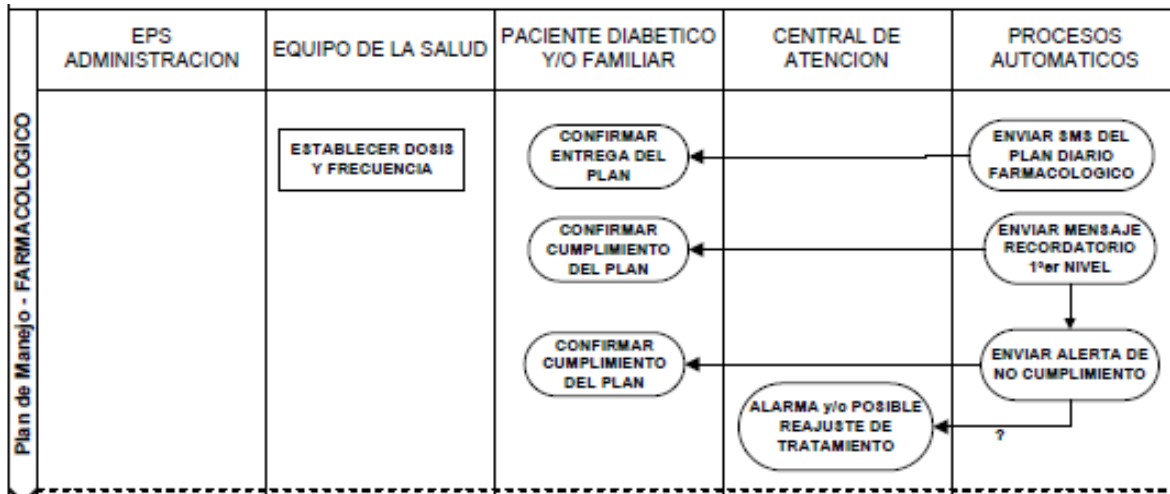 EPS
ADMINISTRACION
EQUIPO DE LA SALUD
PACIENTE DIABETICO
Y/O FAMILIAR
CENTRAL DE
ATENCION
PROCESOS
AUTOMATICOS
Plan de Manejo - FARMACOLOGICO
ESTABLECER DOSIS
Y FRECUENCIA
CONFIRMAR
ENTREGA DEL
PLAN
ENVIAR SMS DEL
PLAN DIARIO
FARMACOLOGICO
CONFIRMAR
CUMPLIMIENTO
DEL PLAN
ENVIAR MENSAJE
RECORDATORIO
1ºer NIVEL
CONFIRMAR
CUMPLIMIENTO
DEL PLAN
ENVIAR ALERTA DE
NO CUMPLIMIENTO
ALARMA y/o POSIBLE
REAJUSTE DE
TRATAMIENTO
?